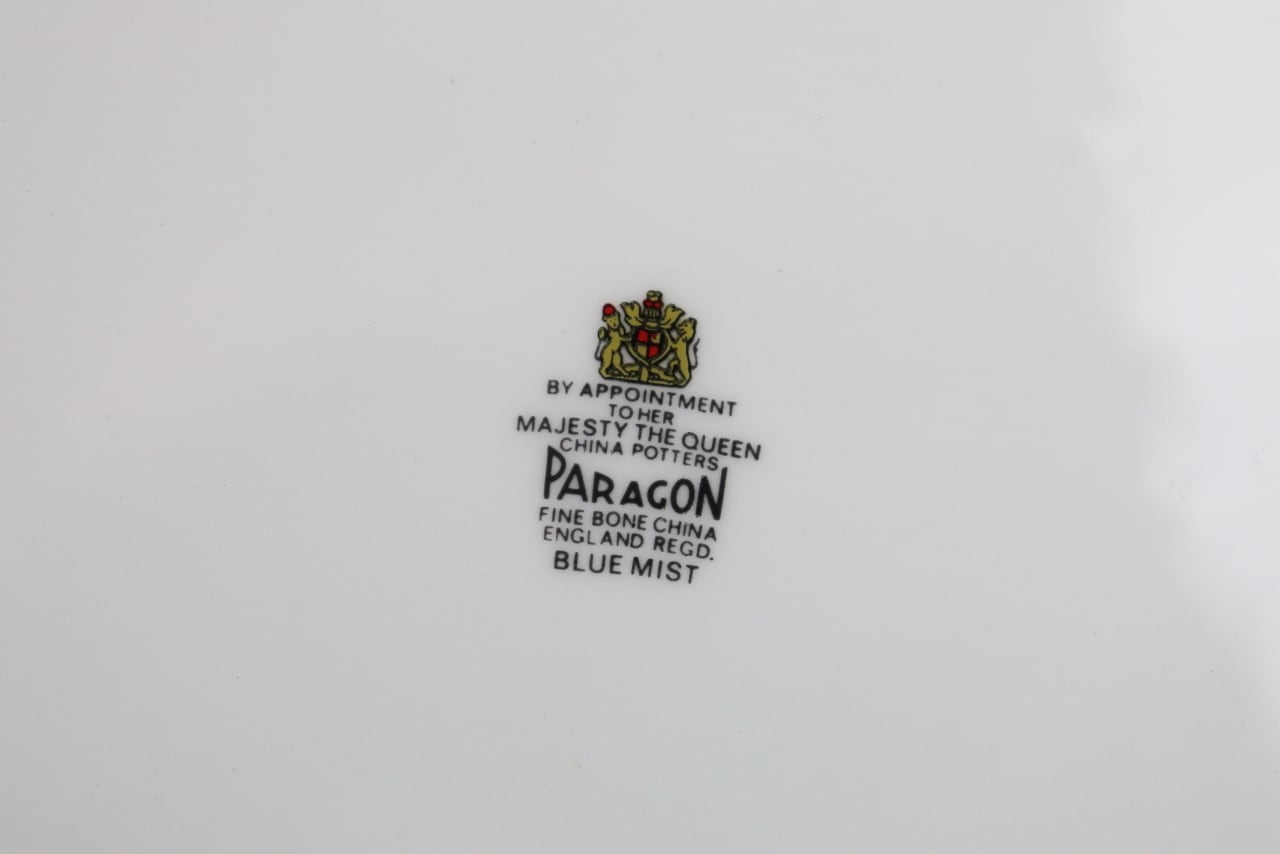 BY APPOINTMENT
TO HER
MAJESTY THE QUEEN
CHINA POTTERS
PARAGON
FINE BONE CHINA
ENGLAND REGD.
BLUE MIST